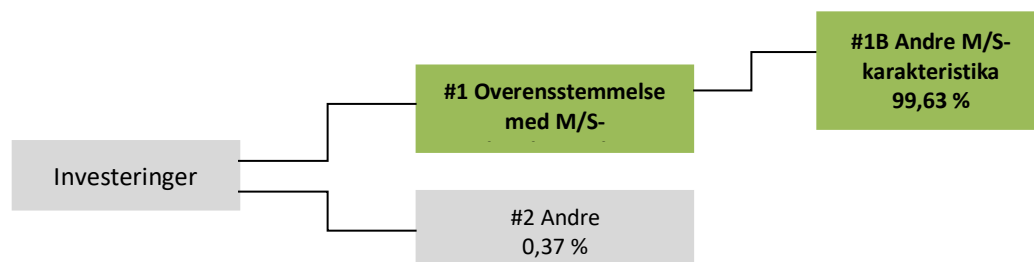 #1B Andre M/S-
karakteristika
99,63 %
#1 Overensstemmelse
med M/S-
Investeringer
#2 Andre
0,37 %